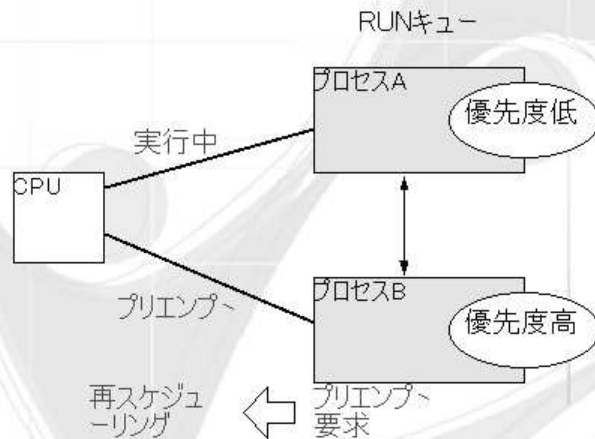 RUNキュー
プロセスA
優先度低
実行中
CPU
プロセスB
優先度高
プリエンプト
再スケジュ
ーリング
プリエンプト
要求